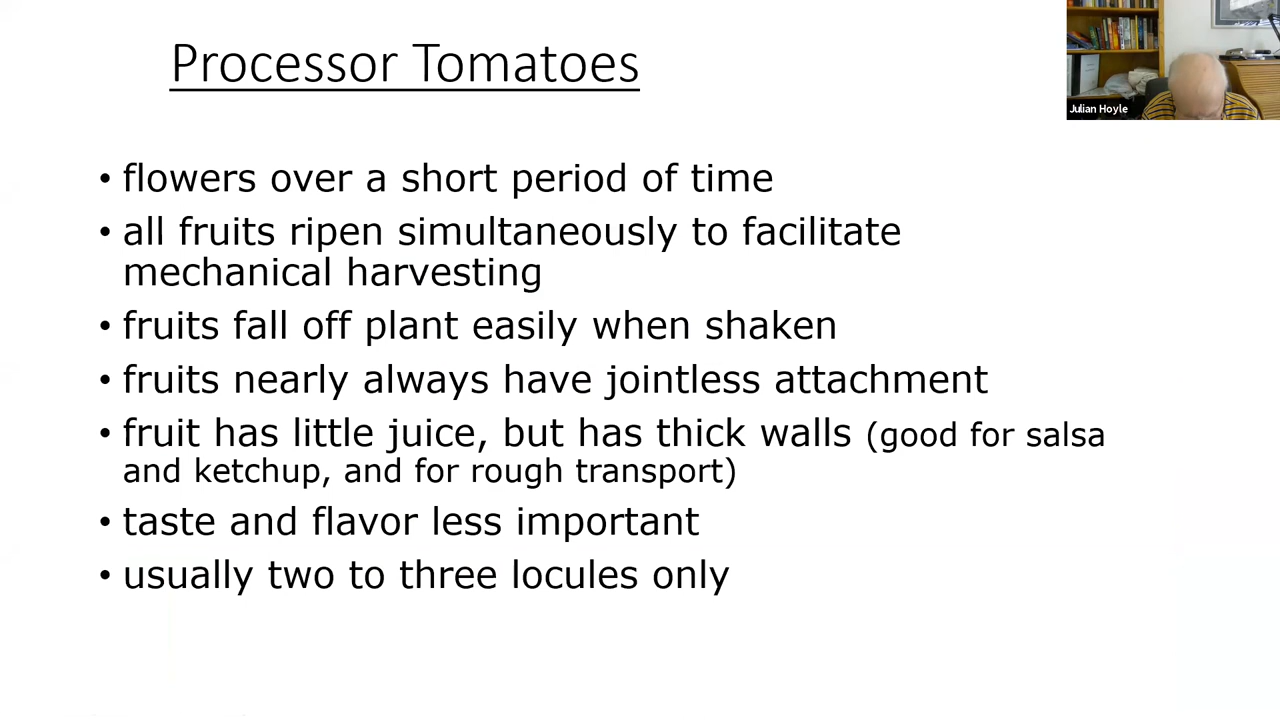 Processor Tomatoes
Julian Hoyle
• flowers over a short period of time
• all fruits ripen simultaneously to facilitate
mechanical harvesting
• fruits fall off plant easily when shaken
• fruits nearly always have jointless attachment
• fruit has little juice, but has thick walls (good for salsa
and ketchup, and for rough transport)
• taste and flavor less important
• usually two to three locules only